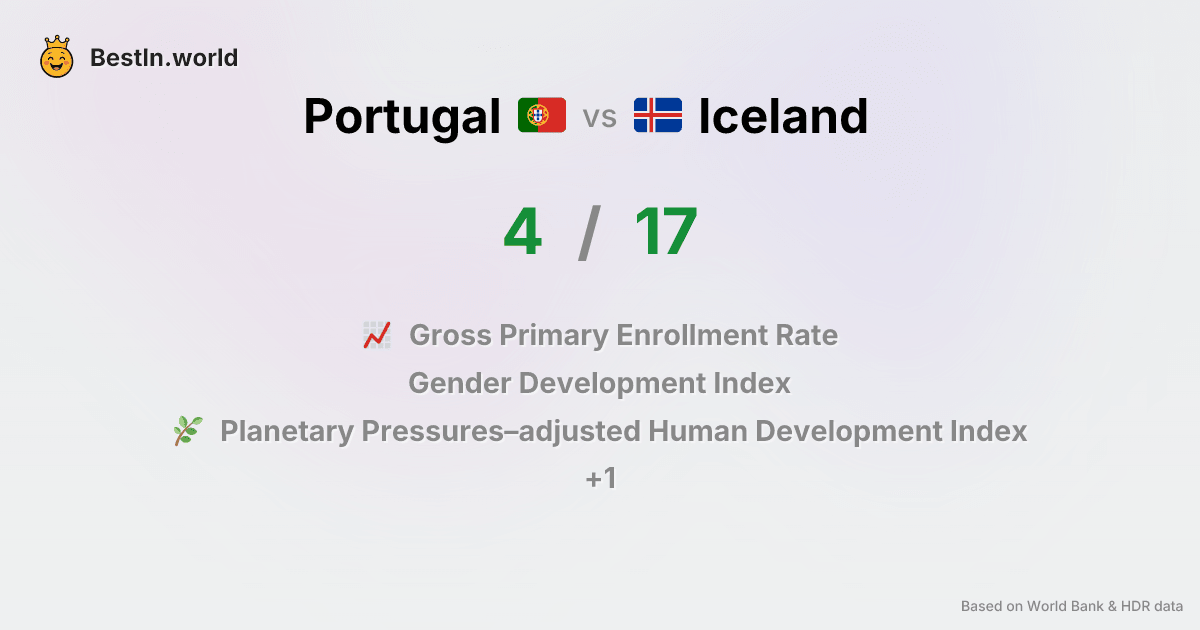 BestIn.world
Portugal vs Iceland
4 / 17
Gross Primary Enrollment Rate
Gender Development Index
Planetary Pressures–adjusted Human Development Index
+1
Based on World Bank & HDR data